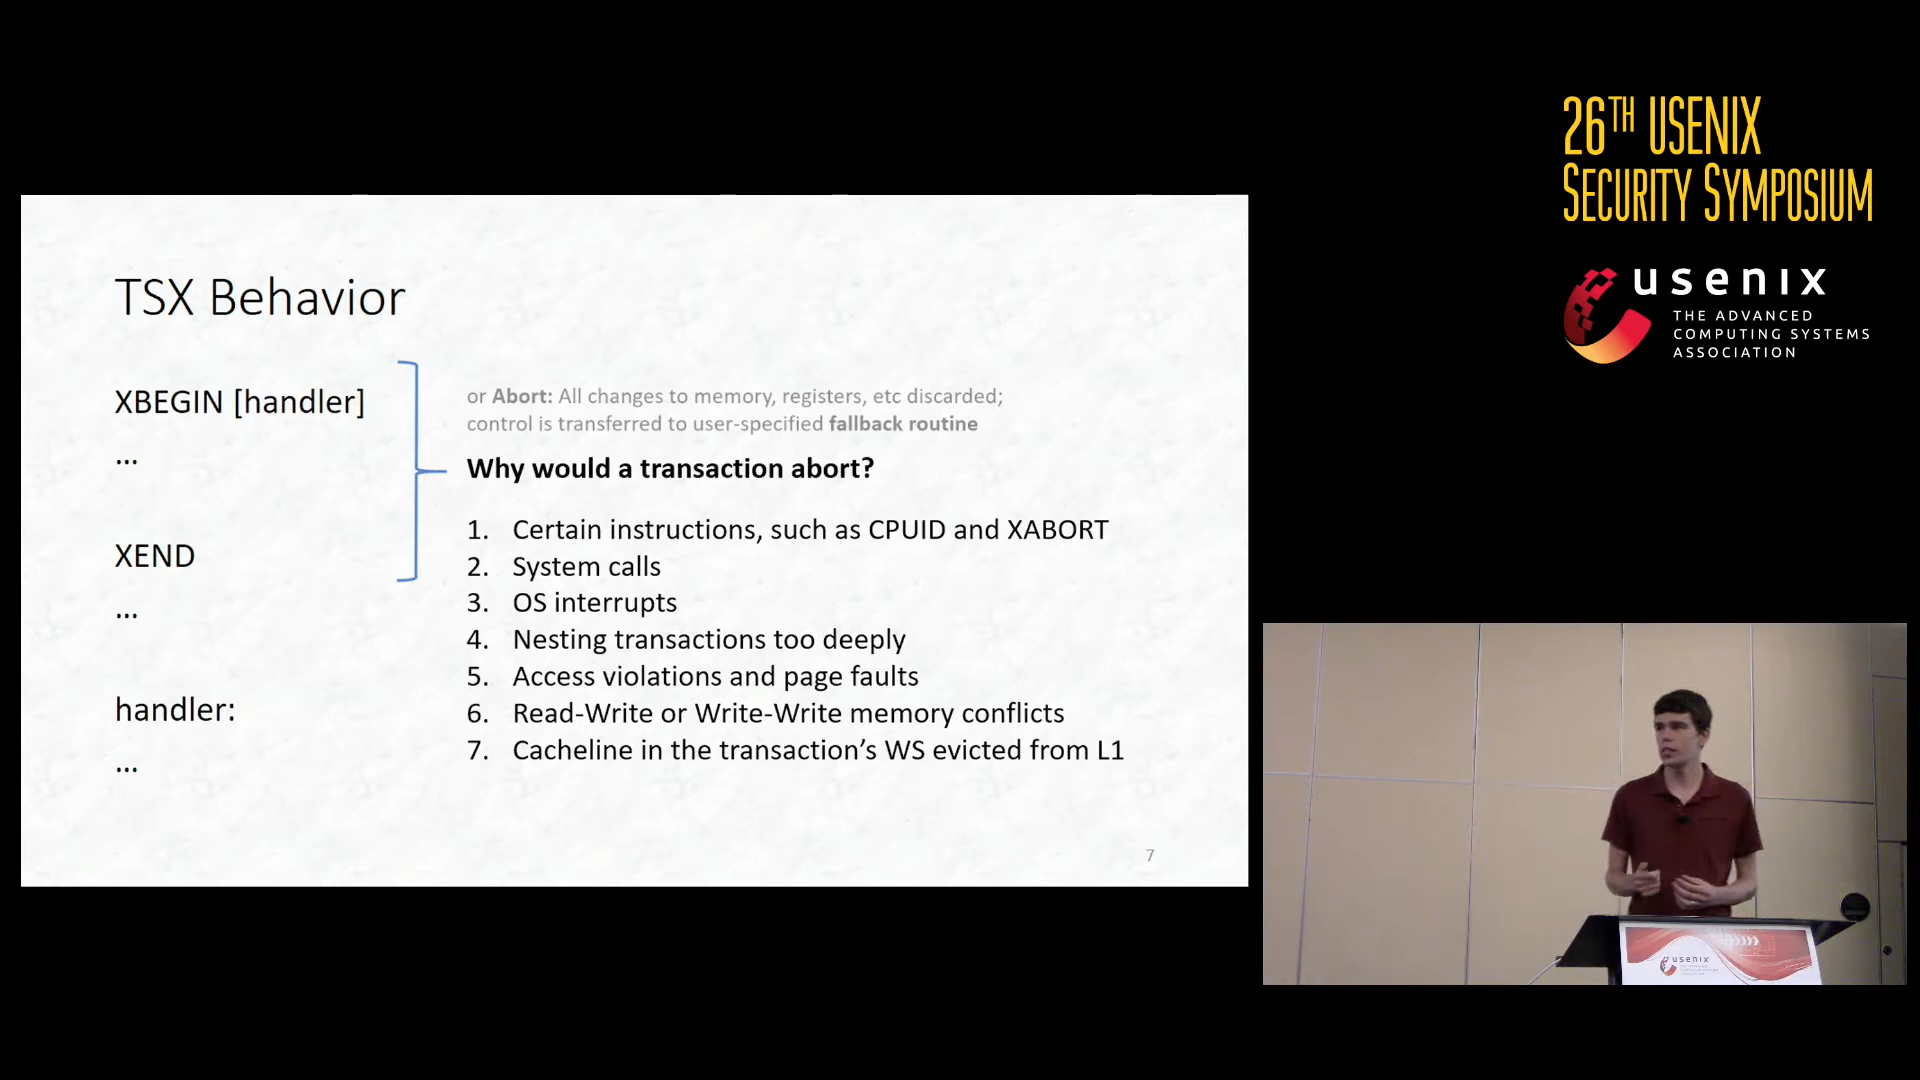 26TH USENIX
SECURITY SYMPOSIUM
usenix
THE ADVANCED
COMPUTING SYSTEMS
ASSOCIATION
TSX Behavior
XBEGIN [handler]
...
XEND
...
handler:
...
or Abort: All changes to memory, registers, etc discarded;
control is transferred to user-specified fallback routine
Why would a transaction abort?
1. Certain instructions, such as CPUID and XABORT
2. System calls
3. OS interrupts
4. Nesting transactions too deeply
5. Access violations and page faults
6. Read-Write or Write-Write memory conflicts
7. Cacheline in the transaction’s WS evicted from L1
7
usenix